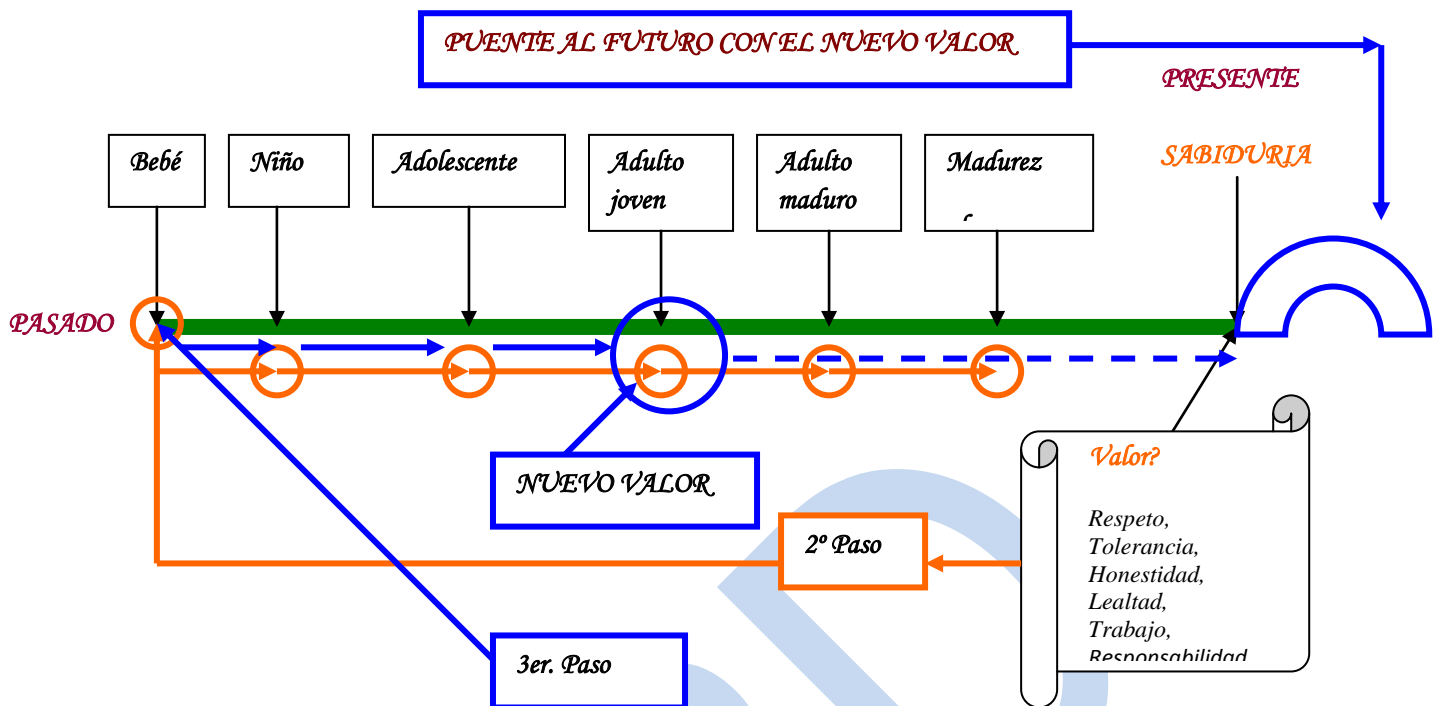 PUENTE AL FUTURO CON EL NUEVO VALOR
PRESENTE
Bebé
Niño
Adolescente
Adulto
joven
Adulto
maduro
Madurez
SABIDURIA
PASADO
NUEVO VALOR
Valor?
Respeto,
Tolerancia,
Honestidad,
Lealtad,
Trabajo,
Responsabilidad
2º Paso
3er. Paso